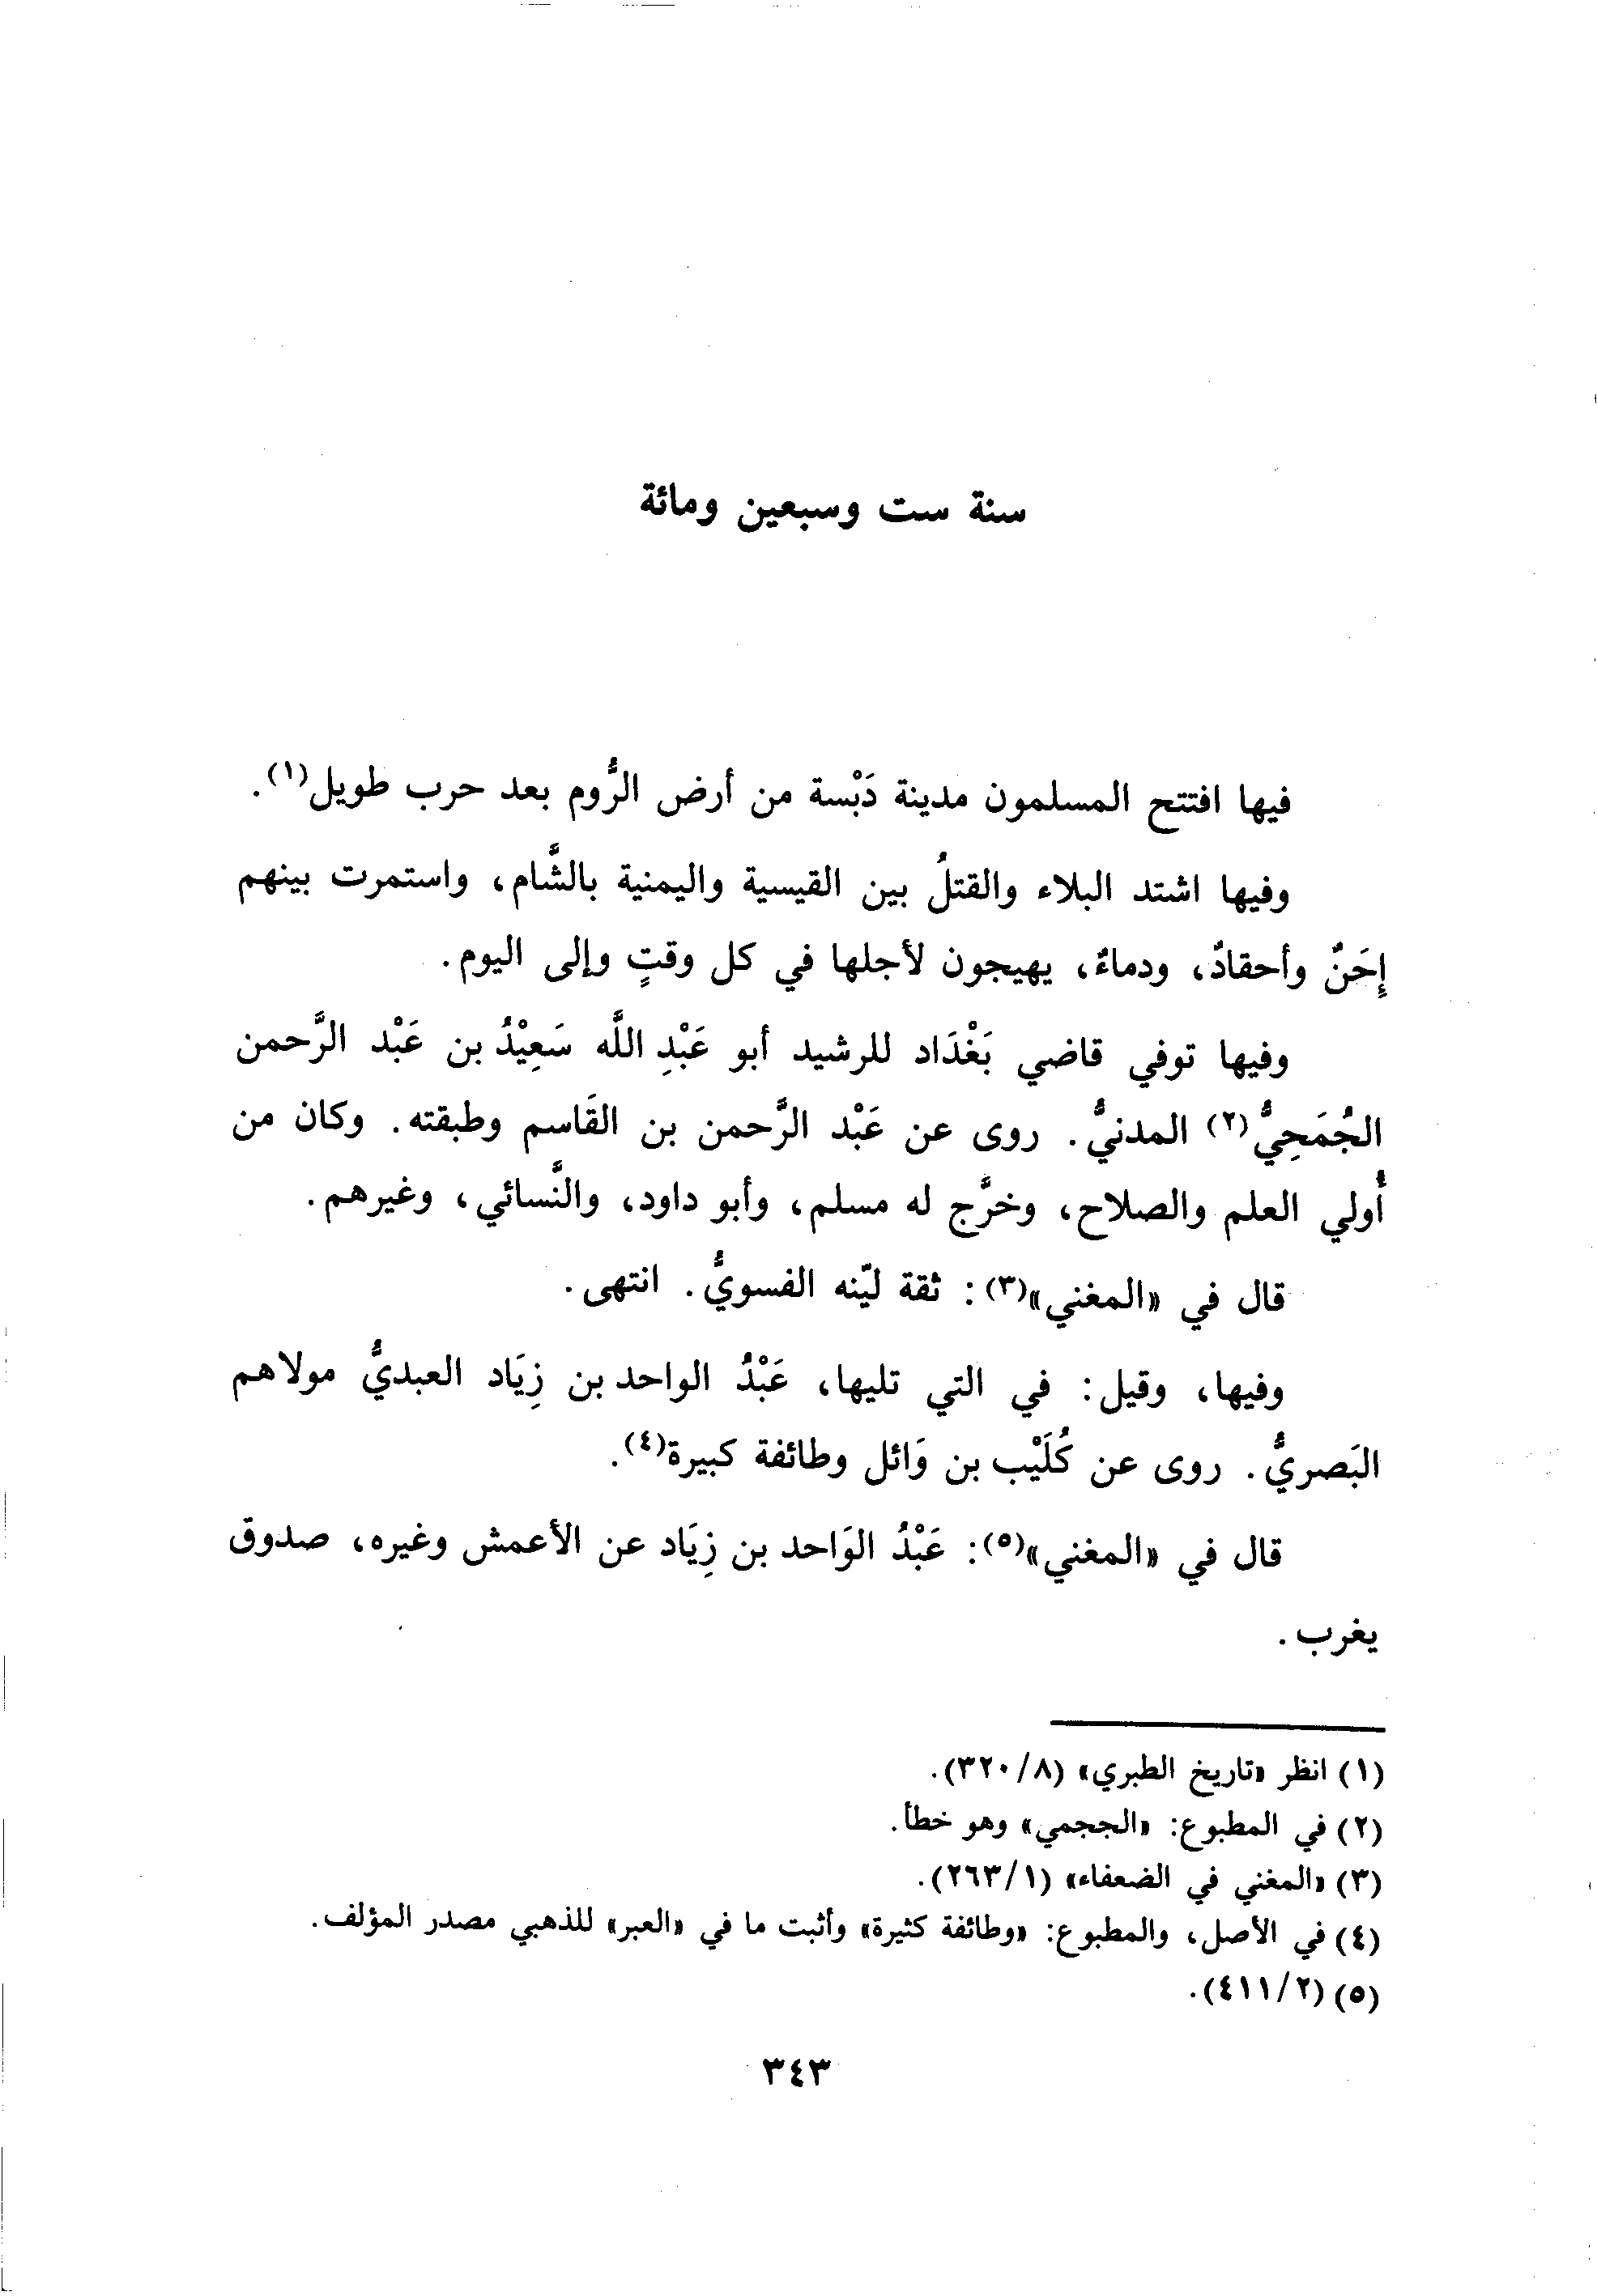 سنة ست وسبعين ومائة
فيها افتتح المسلمون مدينة دَبْسة من أرض الرُّوم بعد حرب طويل(١).
وفيها اشتد البلاء والقتلُ بين القيسية واليمنية بالشَّام، واستمرت بينهم
إِحَنٌ وأحقادٌ، ودماءٌ، يهيجون لأجلها في كل وقتٍ وإلى اليوم.
وفيها توفي قاضي بَغْدَاد للرشيد أبو عَبْدِ اللَّه سَعِيْدُ بن عَبْد الرَّحمن
الجُمَحِيُّ(٢) المدنيُّ. روى عن عَبْد الرَّحمن بن القَاسم وطبقته. وكان من
أُولي العلم والصلاح، وخرَّج له مسلم، وأبو داود، والنَّسائي، وغيرهم.
قال في «المغني»(٣): ثقة ليّنه الفسويُّ. انتهى.
وفيها، وقيل: في التي تليها، عَبْدُ الواحد بن زِيَاد العبديُّ مولاهم
البَصريُّ. روى عن كُلَيْب بن وَائل وطائفة كبيرة(٤).
قال في «المغني»(٥): عَبْدُ الوَاحد بن زِيَاد عن الأعمش وغيره، صدوق
يغرب.
(١) انظر «تاريخ الطبري» (٣٢٠/٨).
(٢) في المطبوع: «الججمي» وهو خطأ.
(٣) «المغني في الضعفاء» (٢٦٣/١).
(٤) في الأصل، والمطبوع: «وطائفة كثيرة» وأثبت ما في «العبر» للذهبي مصدر المؤلف.
(٥) (٤١١/٢).
٣٤٣